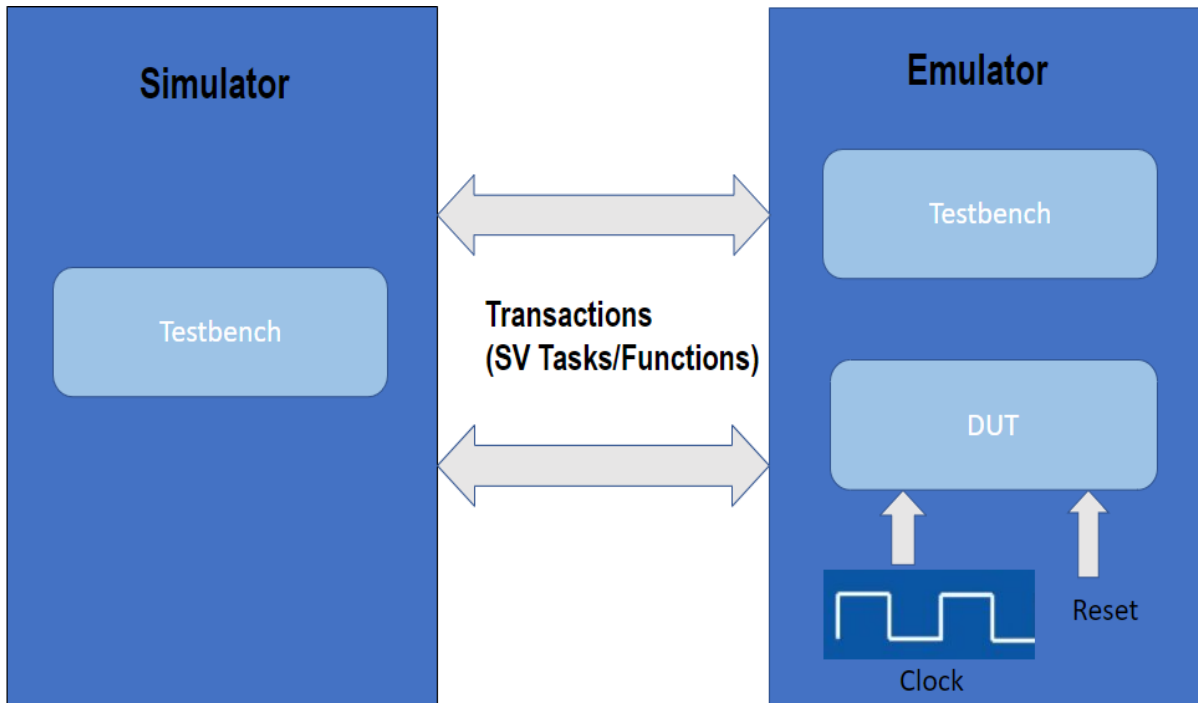 Simulator
Testbench
Transactions
(SV Tasks/Functions)
Emulator
Testbench
DUT
Clock
Reset